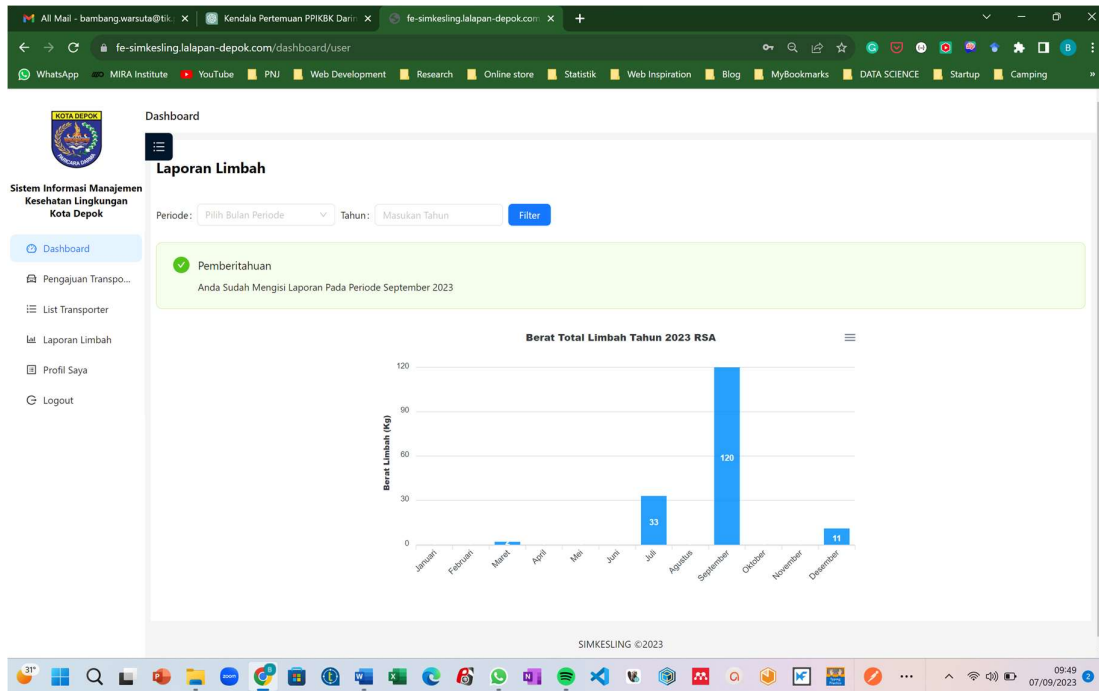 All Mail - bambang.warsuta@tik.
Kendala Pertemuan PPIKBK Darin
fe-simkesling.lalapan-depok.com
fe-simkesling.lalapan-depok.com/dashboard/user
WhatsApp
MIRA Institute
YouTube
PNJ
Web Development
Research
Online store
Statistik
Web Inspiration
Blog
MyBookmarks
DATA SCIENCE
Startup
Camping
»
KOTA DEPOK
Sistem Informasi Manajemen
Kesehatan Lingkungan
Kota Depok
Dashboard
Pengajuan Transpo...
List Transporter
Laporan Limbah
Profil Saya
Logout
Dashboard
Laporan Limbah
Periode: Pilih Bulan Periode Tahun: Masukan Tahun Filter
Pemberitahuan
Anda Sudah Mengisi Laporan Pada Periode September 2023
Berat Total Limbah Tahun 2023 RSA
Berat Limbah (Kg)
120
90
60
30
0
33
120
11
Januari
Februari
Maret
April
Mei
Juni
Juli
Agustus
September
Oktober
November
Desember
SIMKESLING ©2023
31°
zoom
09:49
07/09/2023
2